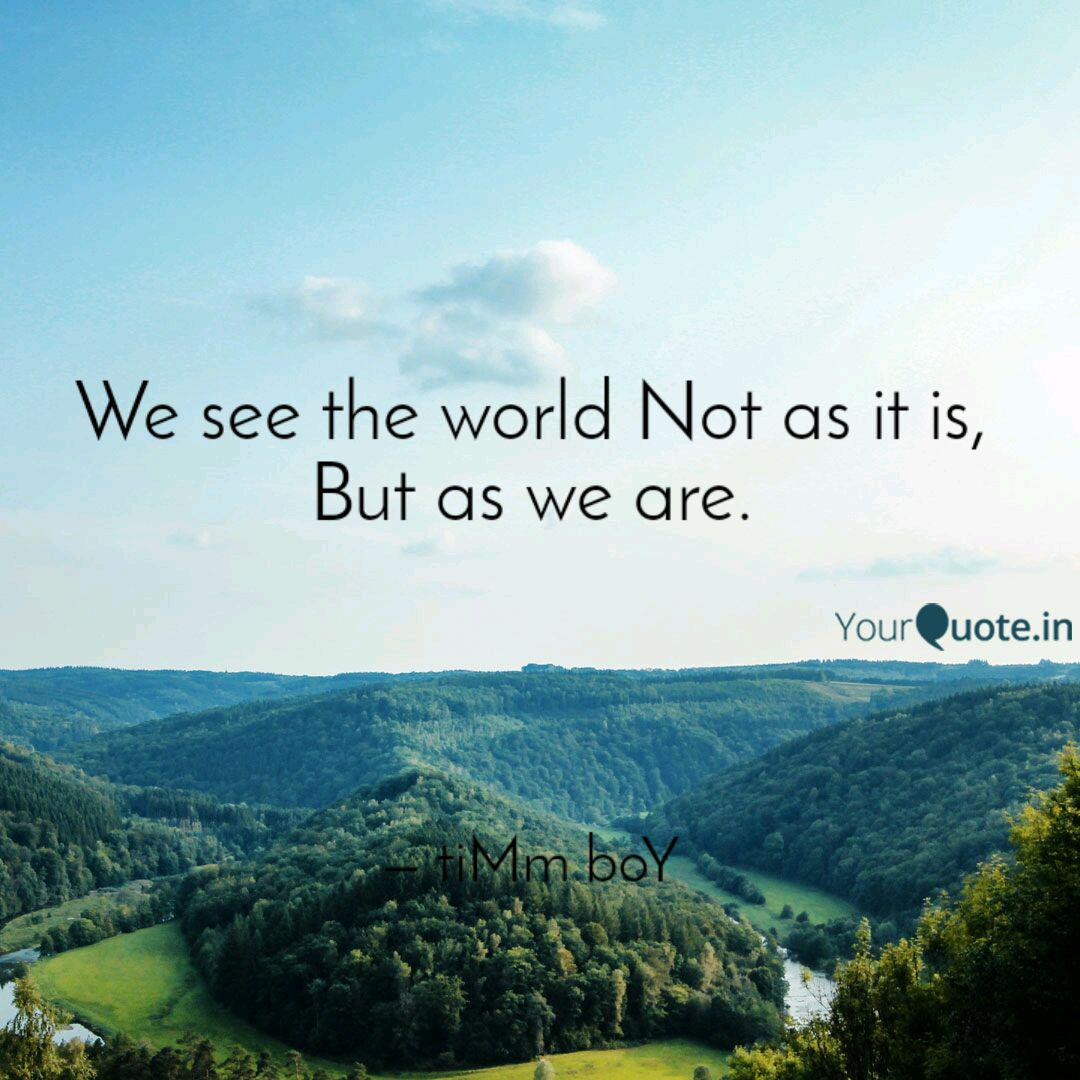 We see the world Not as it is,
But as we are.
YourQuote.in
— tiMm boY